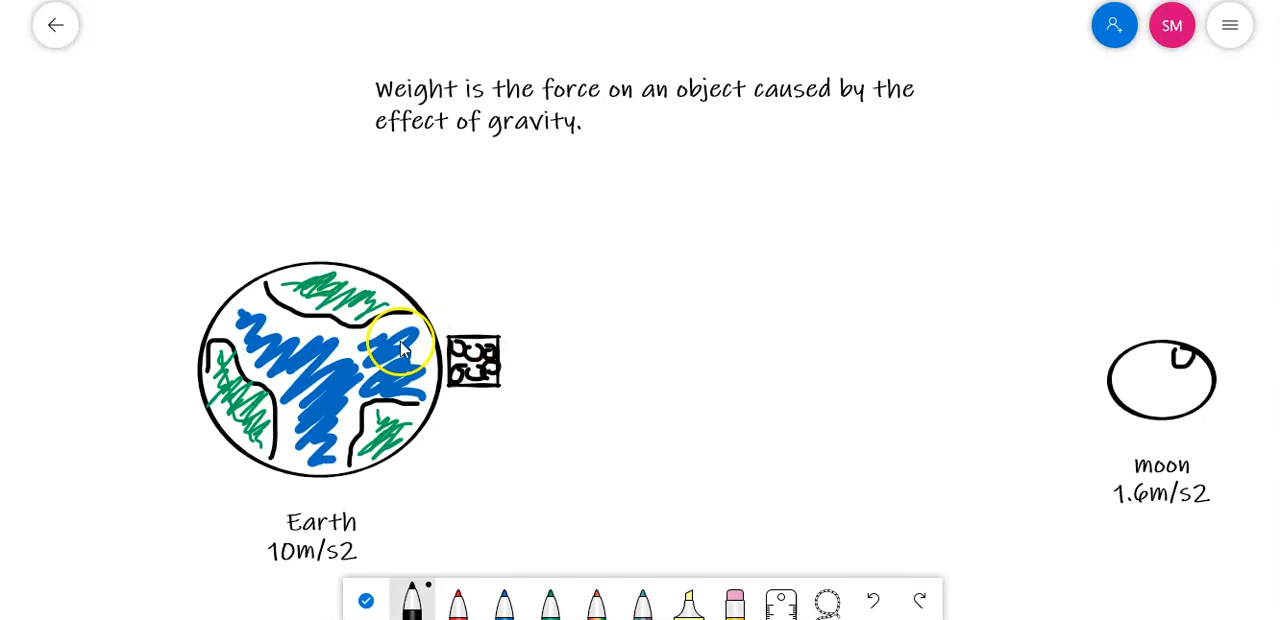 SM
Weight is the force on an object caused by the
effect of gravity.
moon
1.6m/s2
Earth
10m/s2